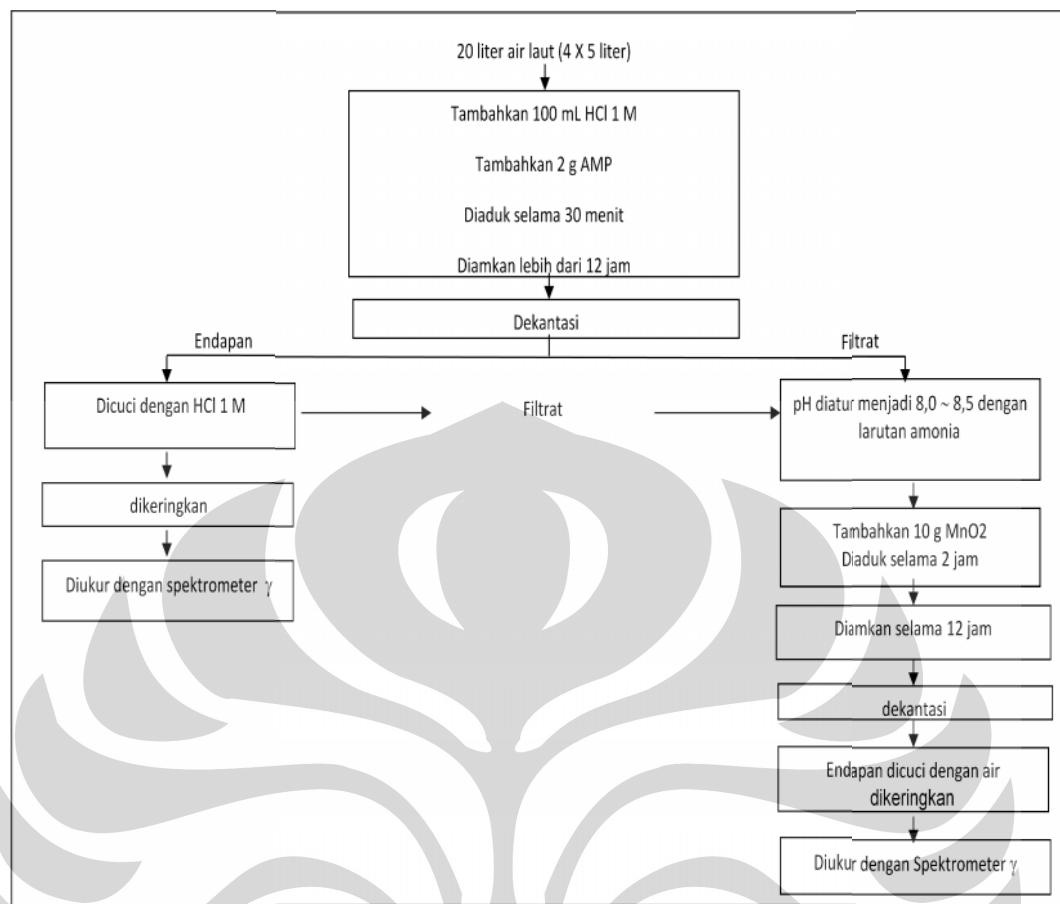 20 liter air laut (4 X 5 liter)
Tambahkan 100 mL HCl 1 M
Tambahkan 2 g AMP
Diaduk selama 30 menit
Diamkan lebih dari 12 jam
Dekantasi
Endapan
Filtrat
Dicuci dengan HCl 1 M
Filtrat
pH diatur menjadi 8,0 ~ 8,5 dengan
larutan amonia
dikeringkan
Diukur dengan spektrometer γ
Tambahkan 10 g MnO2
Diaduk selama 2 jam
Diamkan selama 12 jam
dekantasi
Endapan dicuci dengan air
dikeringkan
Diukur dengan Spektrometer γ